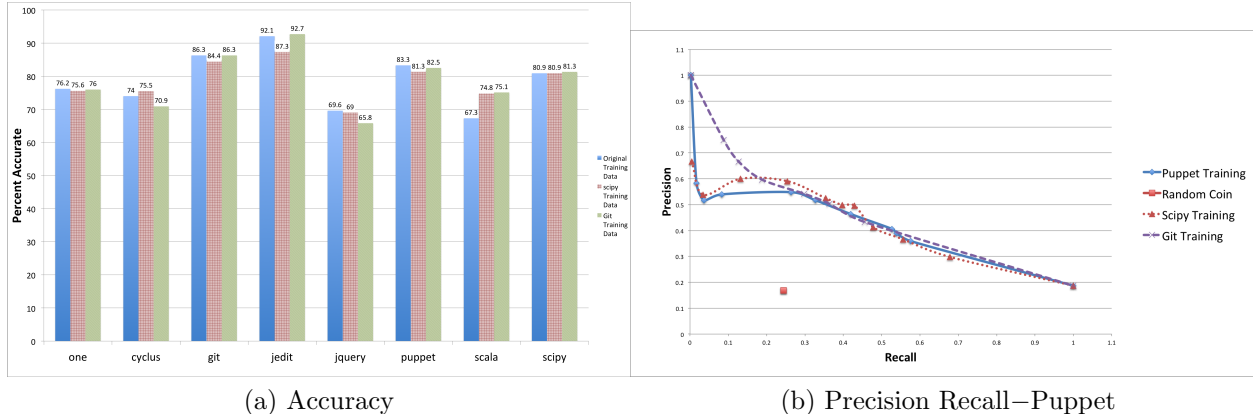 Percent Accurate
100
90
80
70
60
50
40
30
20
10
0
76.2 75.6 76
74 75.5 70.9
86.3 84.4 86.3
92.1 87.3 92.7
69.6 69 65.8
83.3 81.3 82.5
67.3 74.8 75.1
80.9 80.9 81.3
one cyclus git jedit jquery puppet scala scipy
Original
Training
Data
scipy
Training
Data
Git
Training
Data
(a) Accuracy
Precision
1.1
1
0.9
0.8
0.7
0.6
0.5
0.4
0.3
0.2
0.1
0
0 0.1 0.2 0.3 0.4 0.5 0.6 0.7 0.8 0.9 1 1.1
Recall
Puppet Training
Random Coin
Scipy Training
Git Training
(b) Precision Recall−Puppet